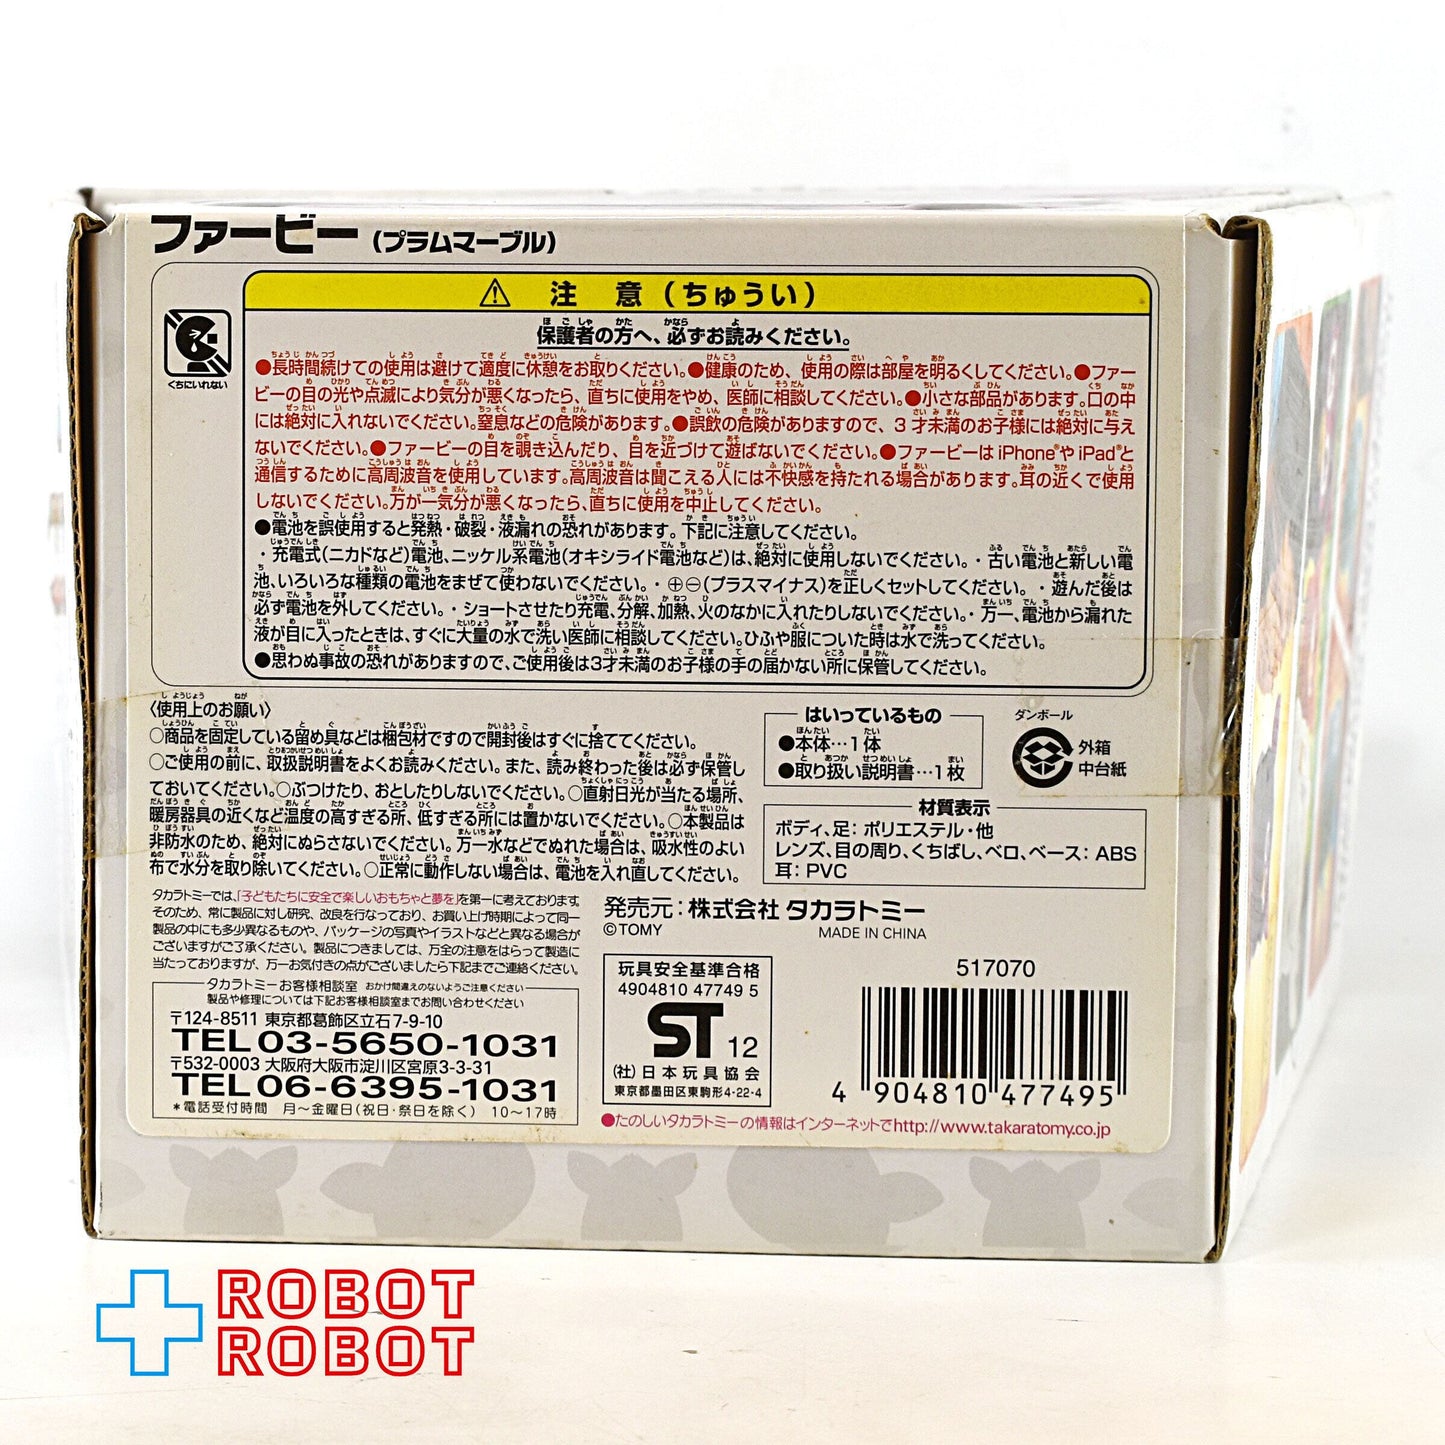 ファービー (プラムマーブル)
⚠ 注 意 (ちゅうい)
くちにいれない
保護者の方へ、必ずお読みください。
●長時間続けての使用は避けて適度に休憩をお取りください。●健康のため、使用の際は部屋を明るくしてください。●ファー
ビーの目の光や点滅により気分が悪くなったら、直ちに使用をやめ、医師に相談してください。●小さな部品があります。口の中
には絶対に入れないでください。窒息などの危険があります。●誤飲の危険がありますので、3才未満のお子様には絶対に与え
ないでください。●ファービーの目を覗き込んだり、目を近づけて遊ばないでください。●ファービーは iPhone®や iPad®と
通信するために高周波音を使用しています。高周波音は聞こえる人には不快感を持たれる場合があります。耳の近くで使用
しないでください。万が一気分が悪くなったら、直ちに使用を中止してください。
●電池を誤使用すると発熱・破裂・液漏れの恐れがあります。下記に注意してください。
・充電式(ニカドなど)電池、ニッケル系電池(オキシライド電池など)は、絶対に使用しないでください。・古い電池と新しい電
池、いろいろな種類の電池をまぜて使わないでください。・⊕⊖(プラスマイナス)を正しくセットしてください。・遊んだ後は
必ず電池を外してください。・ショートさせたり充電、分解、加熱、火のなかに入れたりしないでください。・万一、電池から漏れた
液が目に入ったときは、すぐに大量の水で洗い医師に相談してください。ひふや服についた時は水で洗ってください。
●思わぬ事故の恐れがありますので、ご使用後は3才未満のお子様の手の届かない所に保管してください。
〈使用上のお願い〉
○商品を固定している留め具などは梱包材ですので開封後はすぐに捨ててください。
○ご使用の前に、取扱説明書をよくお読みください。また、読み終わった後は必ず保管し
ておいてください。○ぶつけたり、おとしたりしないでください。○直射日光が当たる場所、
暖房器具の近くなど温度の高すぎる所、低すぎる所には置かないでください。○本製品は
非防水のため、絶対にぬらさないでください。万一水などでぬれた場合は、吸水性のよい
布で水分を取り除いてください。○正常に動作しない場合は、電池を入れ直してください。
はいっているもの
●本体…1体
●取り扱い説明書…1枚
ダンボール
外箱
中台紙
材質表示
ボディ、足：ポリエステル・他
レンズ、目の周り、くちばし、ベロ、ベース：ABS
耳：PVC
タカラトミーでは、「子どもたちに安全で楽しいおもちゃと夢を」を第一に考えております。
そのため、常に製品に対し研究、改良を行なっており、お買い上げ時期によって同一
製品の中にも多少異なるものや、パッケージの写真やイラストなどと異なる場合が
ございますがご了承ください。製品につきましては、万全の注意をはらって製造に
当たっておりますが、万一お気付きの点がございましたら下記までご連絡ください。
タカラトミーお客様相談室 おかけ間違えのないようご注意ください
製品や修理については下記お客様相談室までお問い合わせください
〒124-8511 東京都葛飾区立石7-9-10
TEL 03-5650-1031
〒532-0003 大阪府大阪市淀川区宮原3-3-31
TEL 06-6395-1031
＊電話受付時間 月～金曜日(祝日・祭日を除く) 10～17時
発売元：株式会社 タカラトミー
©TOMY MADE IN CHINA
玩具安全基準合格
4904810 47749 5
ST 12
(社)日本玩具協会
東京都墨田区東駒形4-22-4
517070
4 904810 477495
●たのしいタカラトミーの情報はインターネットでhttp://www.takaratomy.co.jp
ROBOT
ROBOT